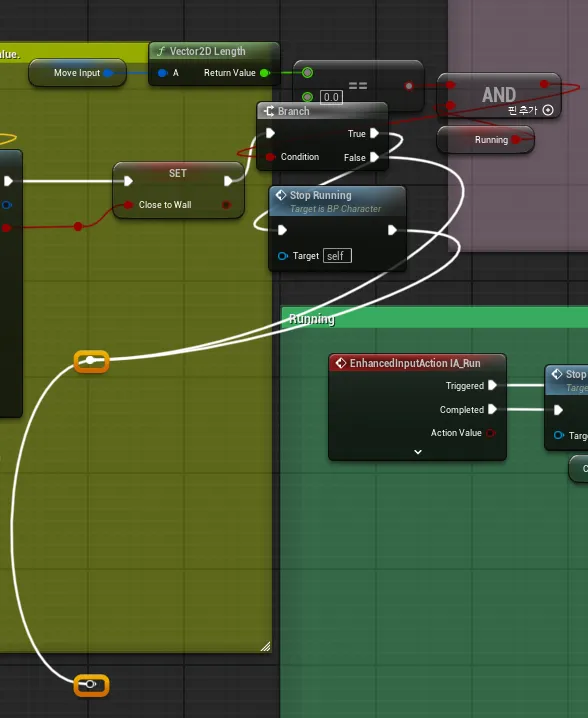 alue.
Vector2D Length
Move Input
A
Return Value
==
0.0
AND
핀 추가
Branch
True
Condition
False
Running
SET
Close to Wall
Stop Running
Target is BP Character
Target
self
Running
EnhancedInputAction IA_Run
Triggered
Completed
Action Value
Stop
Target
Targ
C